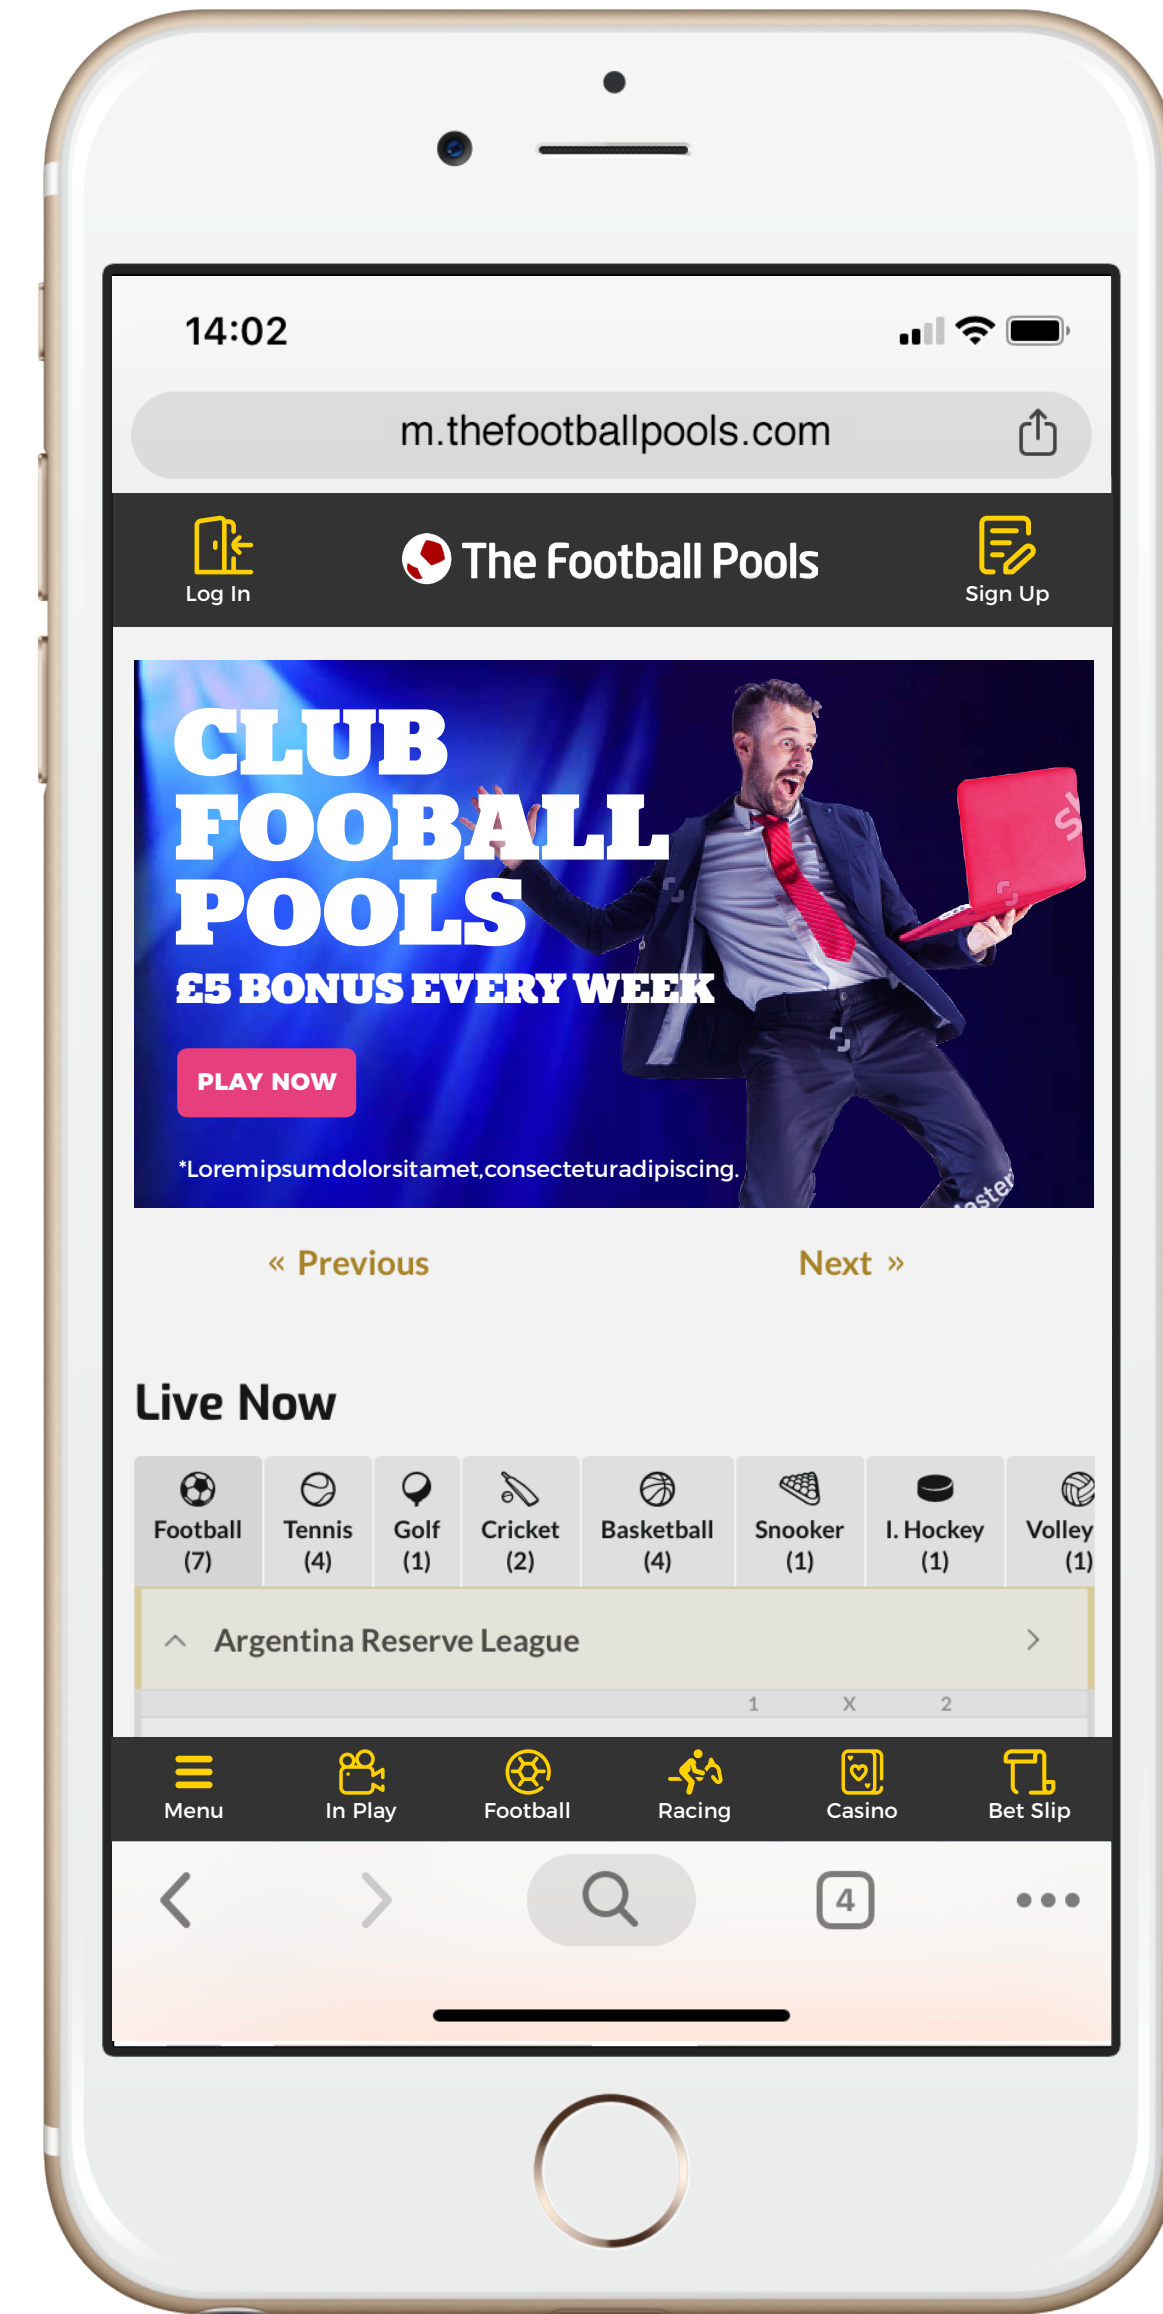 14:02
m.thefootballpools.com
Log In
The Football Pools
Sign Up
CLUB
FOOBALL
POOLS
£5 BONUS EVERY WEEK
PLAY NOW
*Loremipsumdolorsitamet,consecteturadipiscing.
« Previous
Next »
Live Now
Football Tennis Golf Cricket Basketball Snooker I. Hockey Volley
(7) (4) (1) (2) (4) (1) (1) (1)
Argentina Reserve League
1 X 2
Menu In Play Football Racing Casino Bet Slip
4